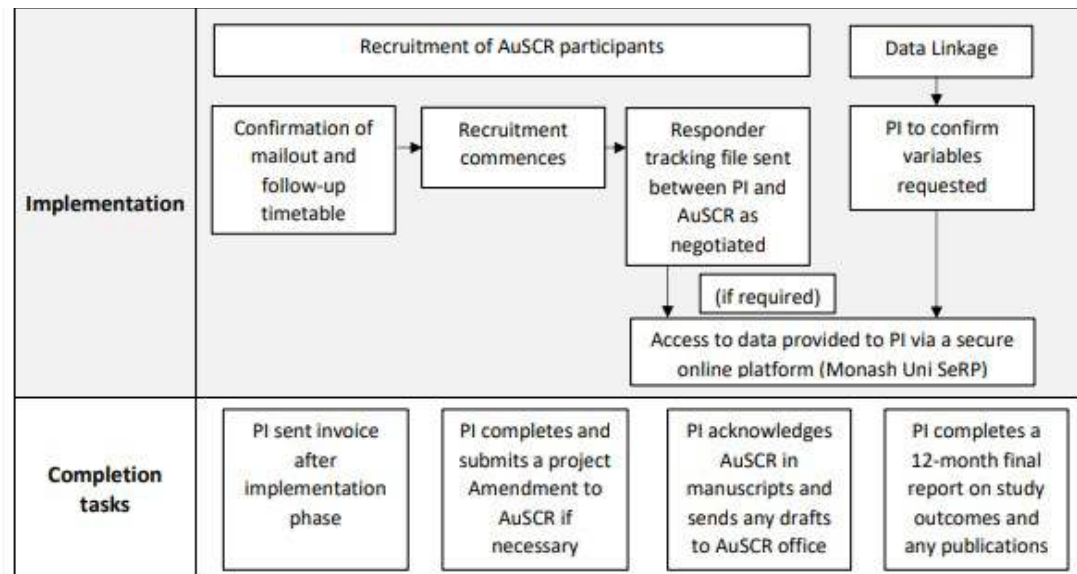 Implementation
Recruitment of AuSCR participants
Data Linkage
Confirmation of
mailout and
follow-up
timetable
Recruitment
commences
Responder
tracking file sent
between PI and
AuSCR as
negotiated
PI to confirm
variables
requested
(if required)
Access to data provided to PI via a secure
online platform (Monash Uni SeRP)
Completion
tasks
PI sent invoice
after
implementation
phase
PI completes and
submits a project
Amendment to
AuSCR if
necessary
PI acknowledges
AuSCR in
manuscripts and
sends any drafts
to AuSCR office
PI completes a
12-month final
report on study
outcomes and
any publications